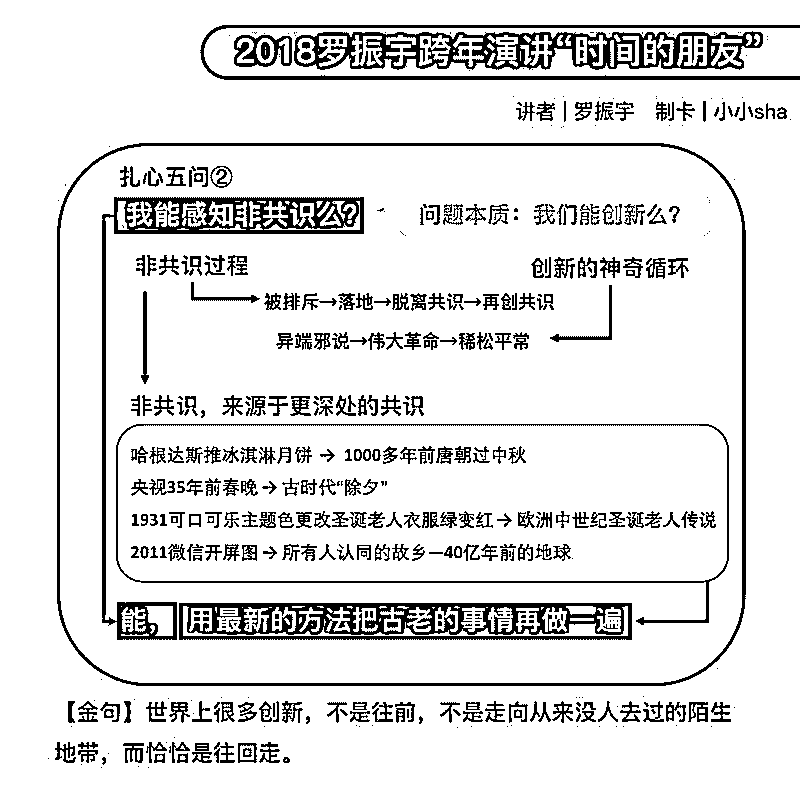 2018罗振宇跨年演讲“时间的朋友”
讲者 | 罗振宇 制卡 | 小小sha
扎心五问②
我能感知非共识么？ 问题本质：我们能创新么？
非共识过程 创新的神奇循环
被排斥→落地→脱离共识→再创共识
异端邪说→伟大革命→稀松平常
非共识，来源于更深处的共识
哈根达斯推冰淇淋月饼 → 1000多年前唐朝过中秋
央视35年前春晚 → 古时代“除夕”
1931可口可乐主题色更改圣诞老人衣服绿变红 → 欧洲中世纪圣诞老人传说
2011微信开屏图 → 所有人认同的故乡—40亿年前的地球
能，用最新的方法把古老的事情再做一遍
【金句】世界上很多创新，不是往前，不是走向从来没人去过的陌生
地带，而恰恰是往回走。